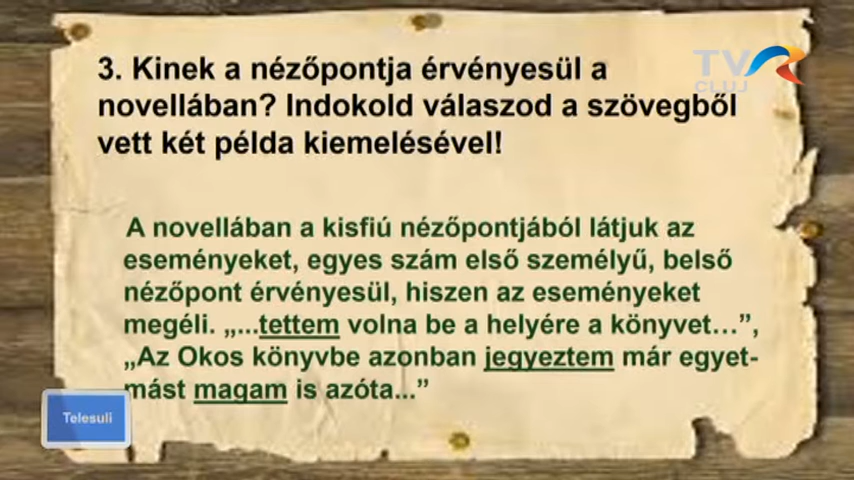 3. Kinek a nézőpontja érvényesül a
novellában? Indokold válaszod a szövegből
vett két példa kiemelésével!
TVR
CLUJ
A novellában a kisfiú nézőpontjából látjuk az
eseményeket, egyes szám első személyű, belső
nézőpont érvényesül, hiszen az eseményeket
megéli. „...tettem volna be a helyére a könyvet…”,
„Az Okos könyvbe azonban jegyeztem már egyet-
mást magam is azóta...”
Telesuli